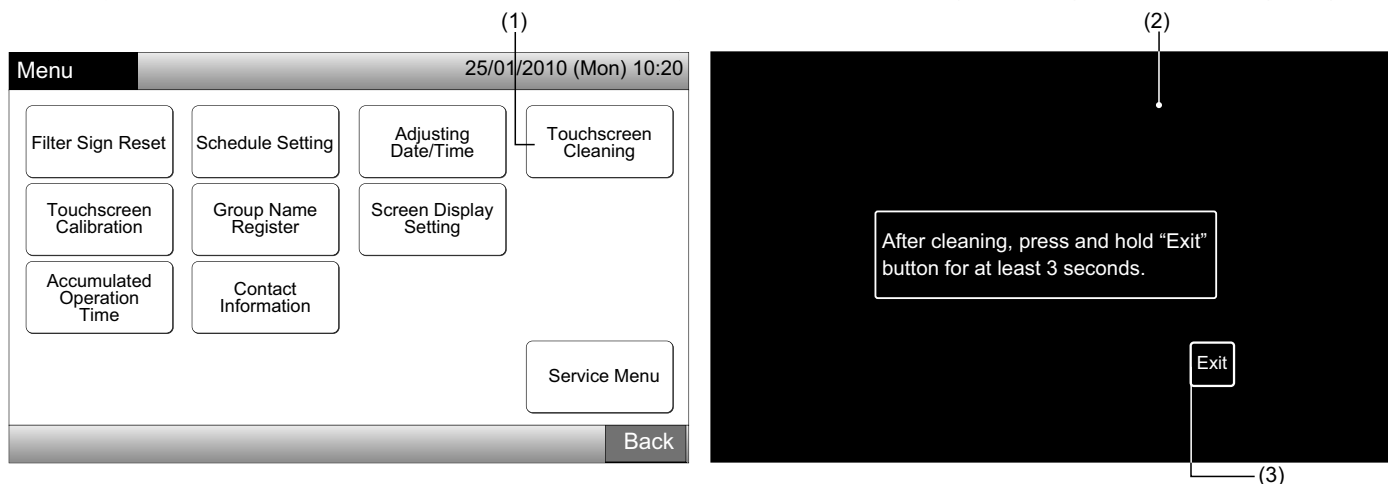 (1)
(2)
Menu
25/01/2010 (Mon) 10:20
Filter Sign Reset
Schedule Setting
Adjusting
Date/Time
Touchscreen
Cleaning
Touchscreen
Calibration
Group Name
Register
Screen Display
Setting
Accumulated
Operation
Time
Contact
Information
Service Menu
Back
After cleaning, press and hold “Exit”
button for at least 3 seconds.
Exit
(3)